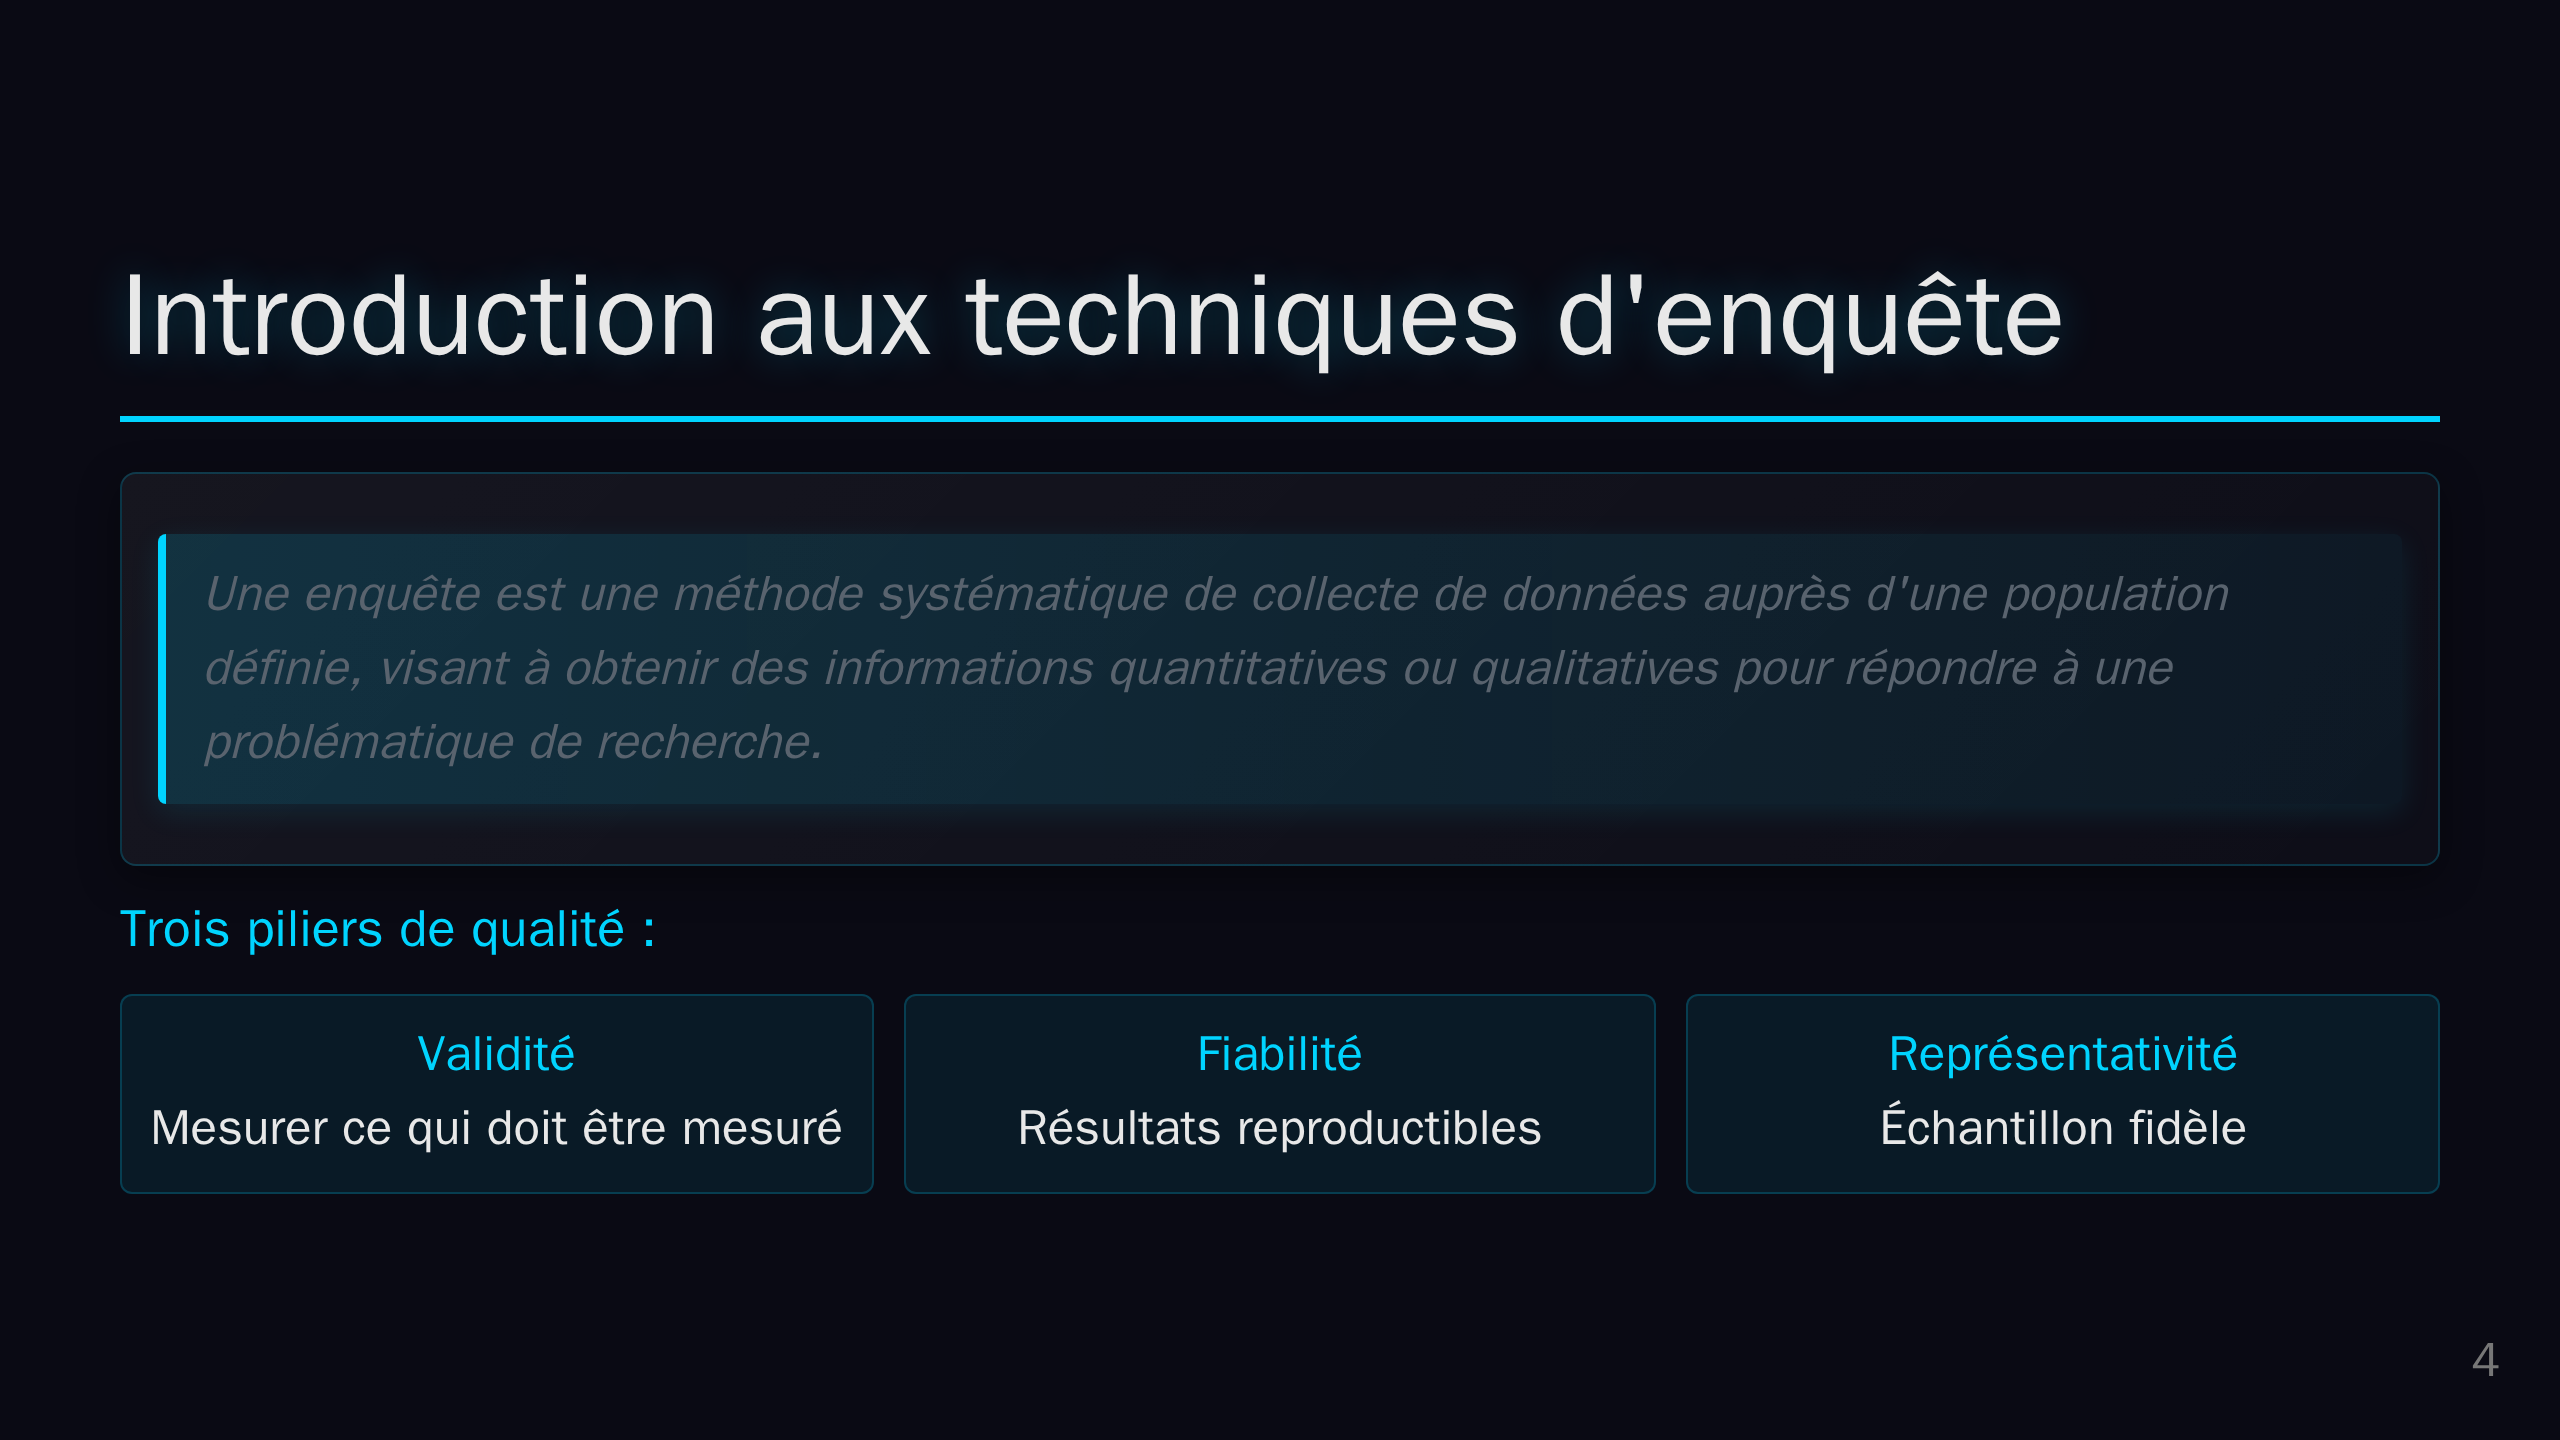 Introduction aux techniques d'enquête
Une enquête est une méthode systématique de collecte de données auprès d'une population
définie, visant à obtenir des informations quantitatives ou qualitatives pour répondre à une
problématique de recherche.
Trois piliers de qualité :
Validité
Mesurer ce qui doit être mesuré
Fiabilité
Résultats reproductibles
Représentativité
Échantillon fidèle
4